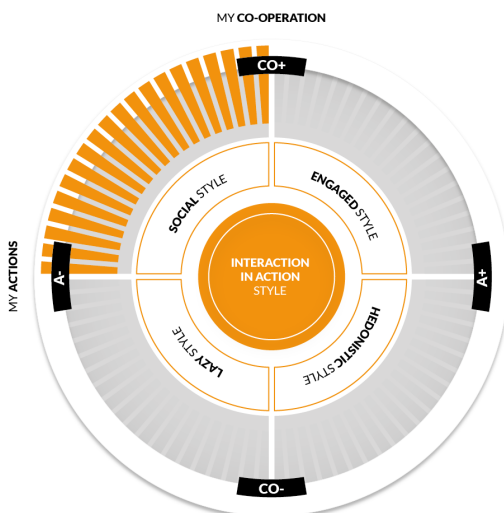 MY CO-OPERATION
CO+
SOCIAL STYLE
ENGAGED STYLE
MY ACTIONS
A-
INTERACTION
IN ACTION
STYLE
A+
LAZY STYLE
HEDONISTIC STYLE
CO-